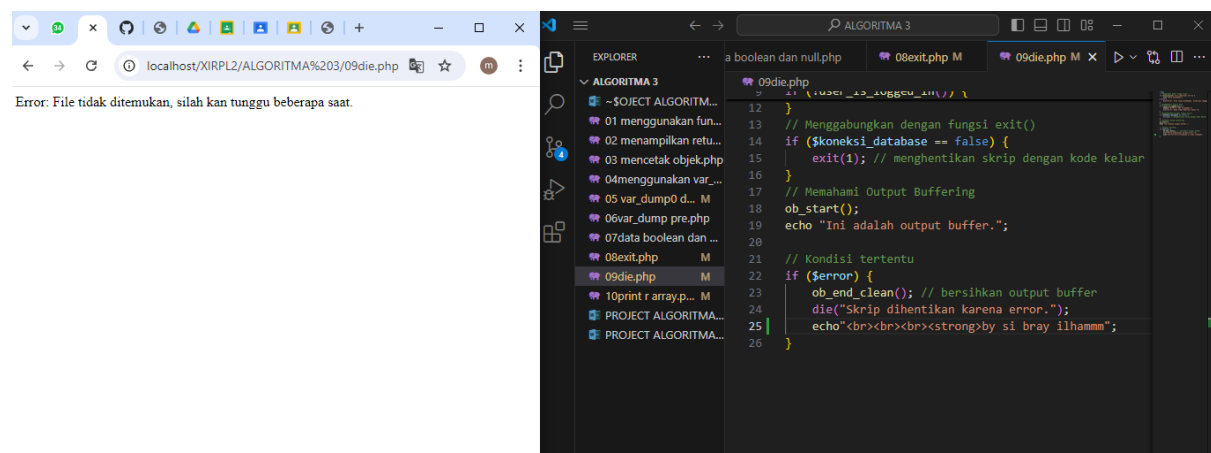 34
localhost/XIRPL2/ALGORITMA%203/09die.php
m
Error: File tidak ditemukan, silah kan tunggu beberapa saat.
ALGORITMA 3
EXPLORER
a boolean dan null.php
08exit.php M
09die.php M
ALGORITMA 3
~$OJECT ALGORITM...
01 menggunakan fun...
02 menampilkan retu...
03 mencetak objek.php
04menggunakan var_...
05 var_dump0 d... M
06var_dump pre.php
07data boolean dan ...
08exit.php M
09die.php M
10print r array.p... M
PROJECT ALGORITMA...
PROJECT ALGORITMA...
4
09die.php
9 if (!user_is_logged_in()) {
12 }
13 // Menggabungkan dengan fungsi exit()
14 if ($koneksi_database == false) {
15 exit(1); // menghentikan skrip dengan kode keluar
16 }
17 // Memahami Output Buffering
18 ob_start();
19 echo "Ini adalah output buffer.";
20
21 // Kondisi tertentu
22 if ($error) {
23 ob_end_clean(); // bersihkan output buffer
24 die("Skrip dihentikan karena error.");
25 echo"<br><br><br><strong>by si bray ilhammm";
26 }